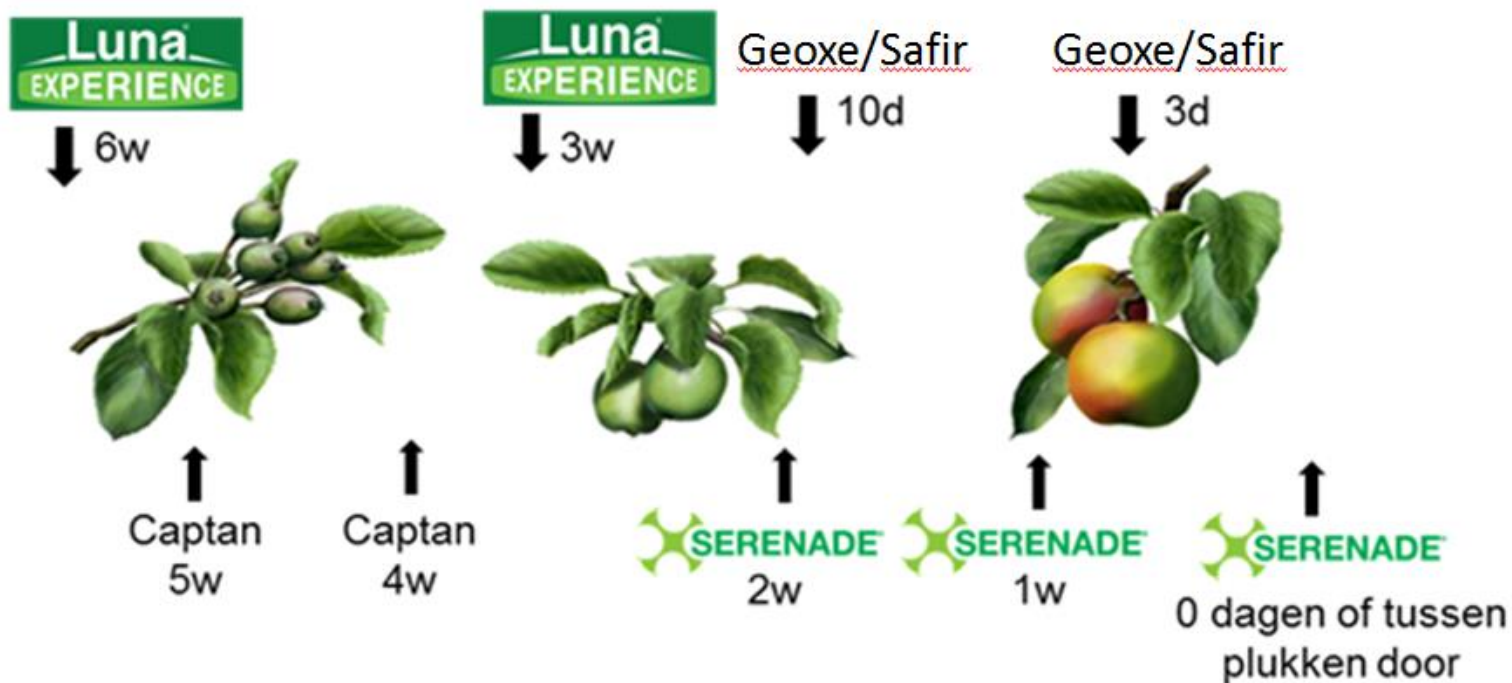 Luna
EXPERIENCE
6w
Luna
EXPERIENCE
3w
Geoxe/Safir
10d
Geoxe/Safir
3d
Captan
5w
Captan
4w
SERENADE
2w
SERENADE
1w
SERENADE
0 dagen of tussen
plukken door